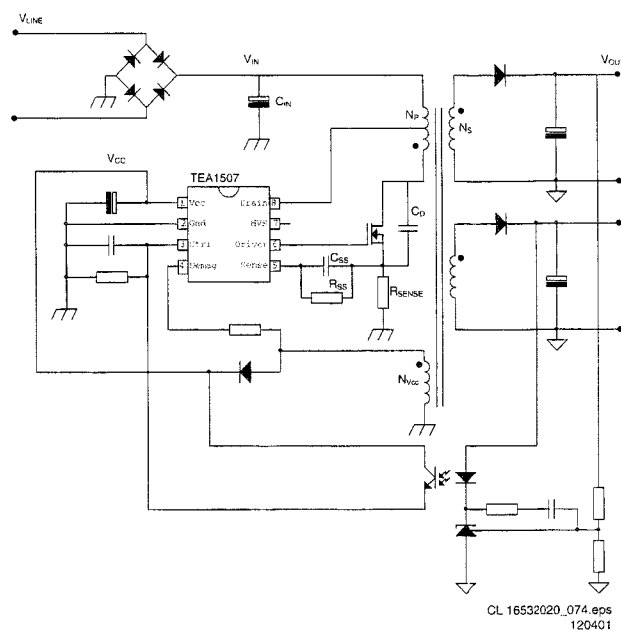 VLINE
VIN
VOUT
CIN
NP
NS
VCC
TEA1507
1 Vcc Drain 8
2 Gnd HVS 7
3 Ctrl Driver 6
4 Demag Sense 5
CD
CSS
RSS
RSENSE
NVcc
CL 16532020_074.eps
120401